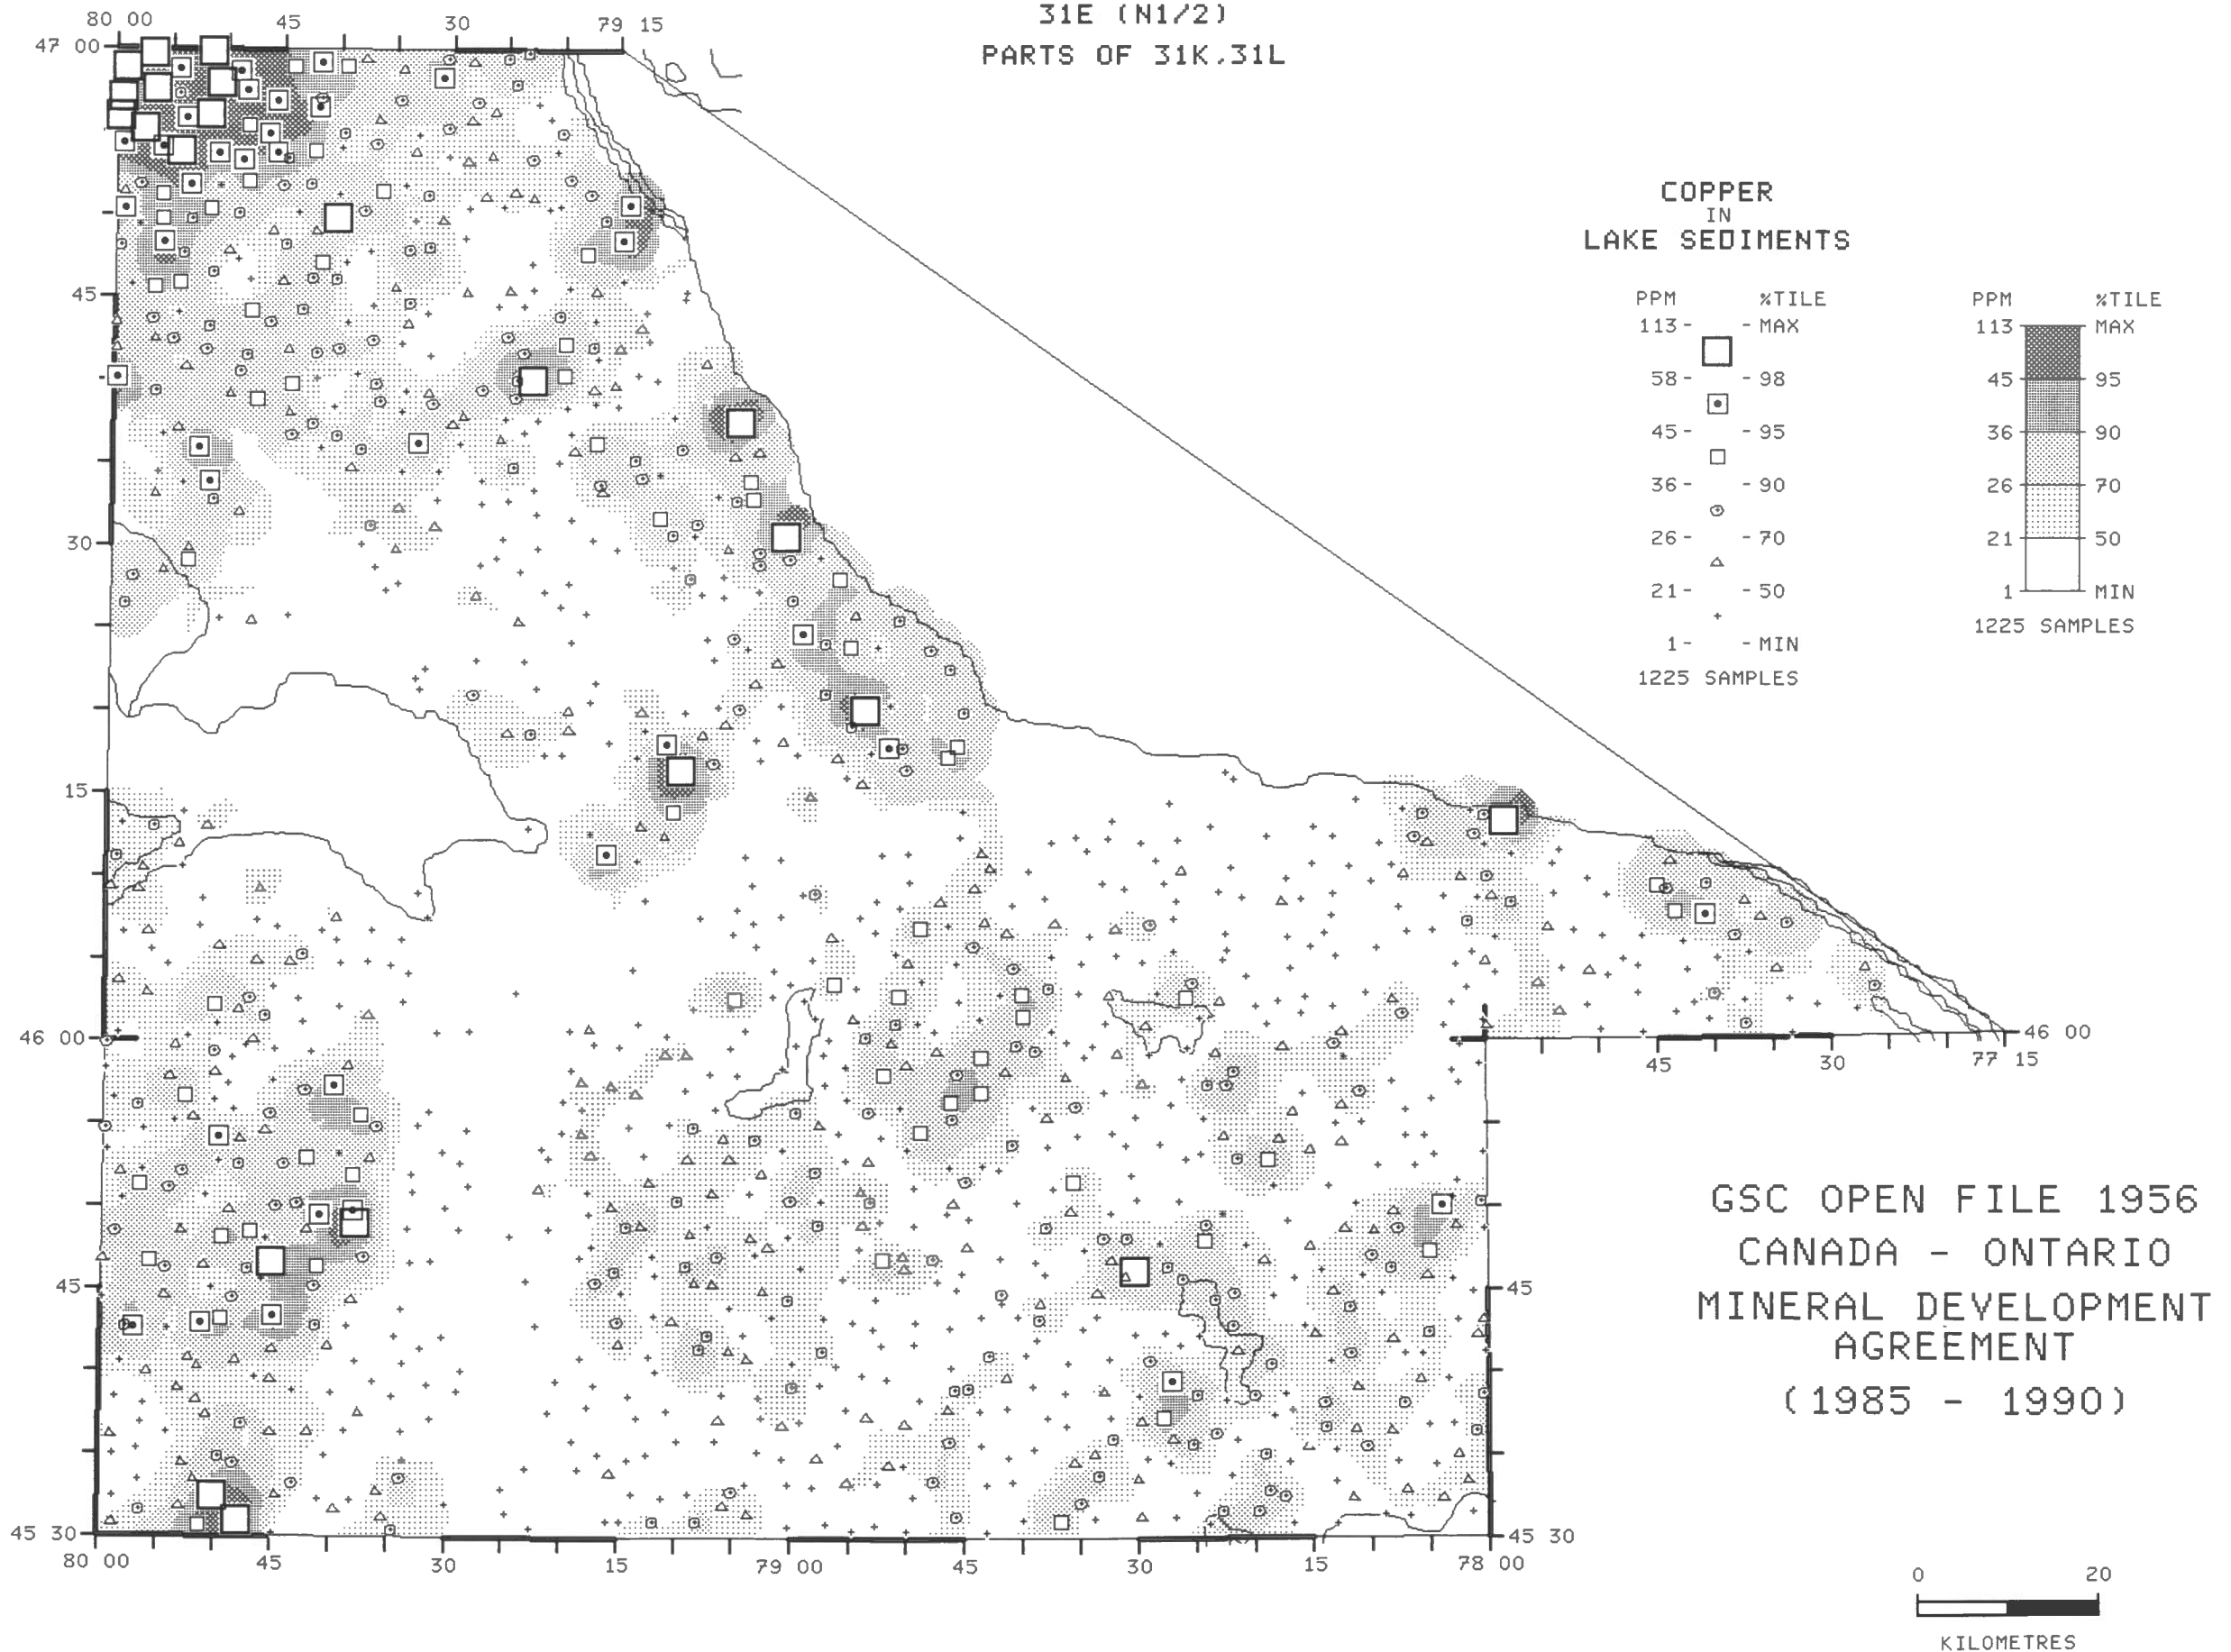 31E (N1/2)
PARTS OF 31K,31L
80 00 45 30 79 15
47 00
45
30
15
46 00
45
45 30
80 00 45 30 15 79 00 45 30 15 78 00
45 30
45
46 00
45 30 77 15
COPPER
IN
LAKE SEDIMENTS
PPM %TILE
113 - - MAX
58 - - 98
45 - - 95
36 - - 90
26 - - 70
21 - - 50
1 - - MIN
1225 SAMPLES
PPM %TILE
113 MAX
45 95
36 90
26 70
21 50
1 MIN
1225 SAMPLES
GSC OPEN FILE 1956
CANADA - ONTARIO
MINERAL DEVELOPMENT
AGREEMENT
(1985 - 1990)
0 20
KILOMETRES